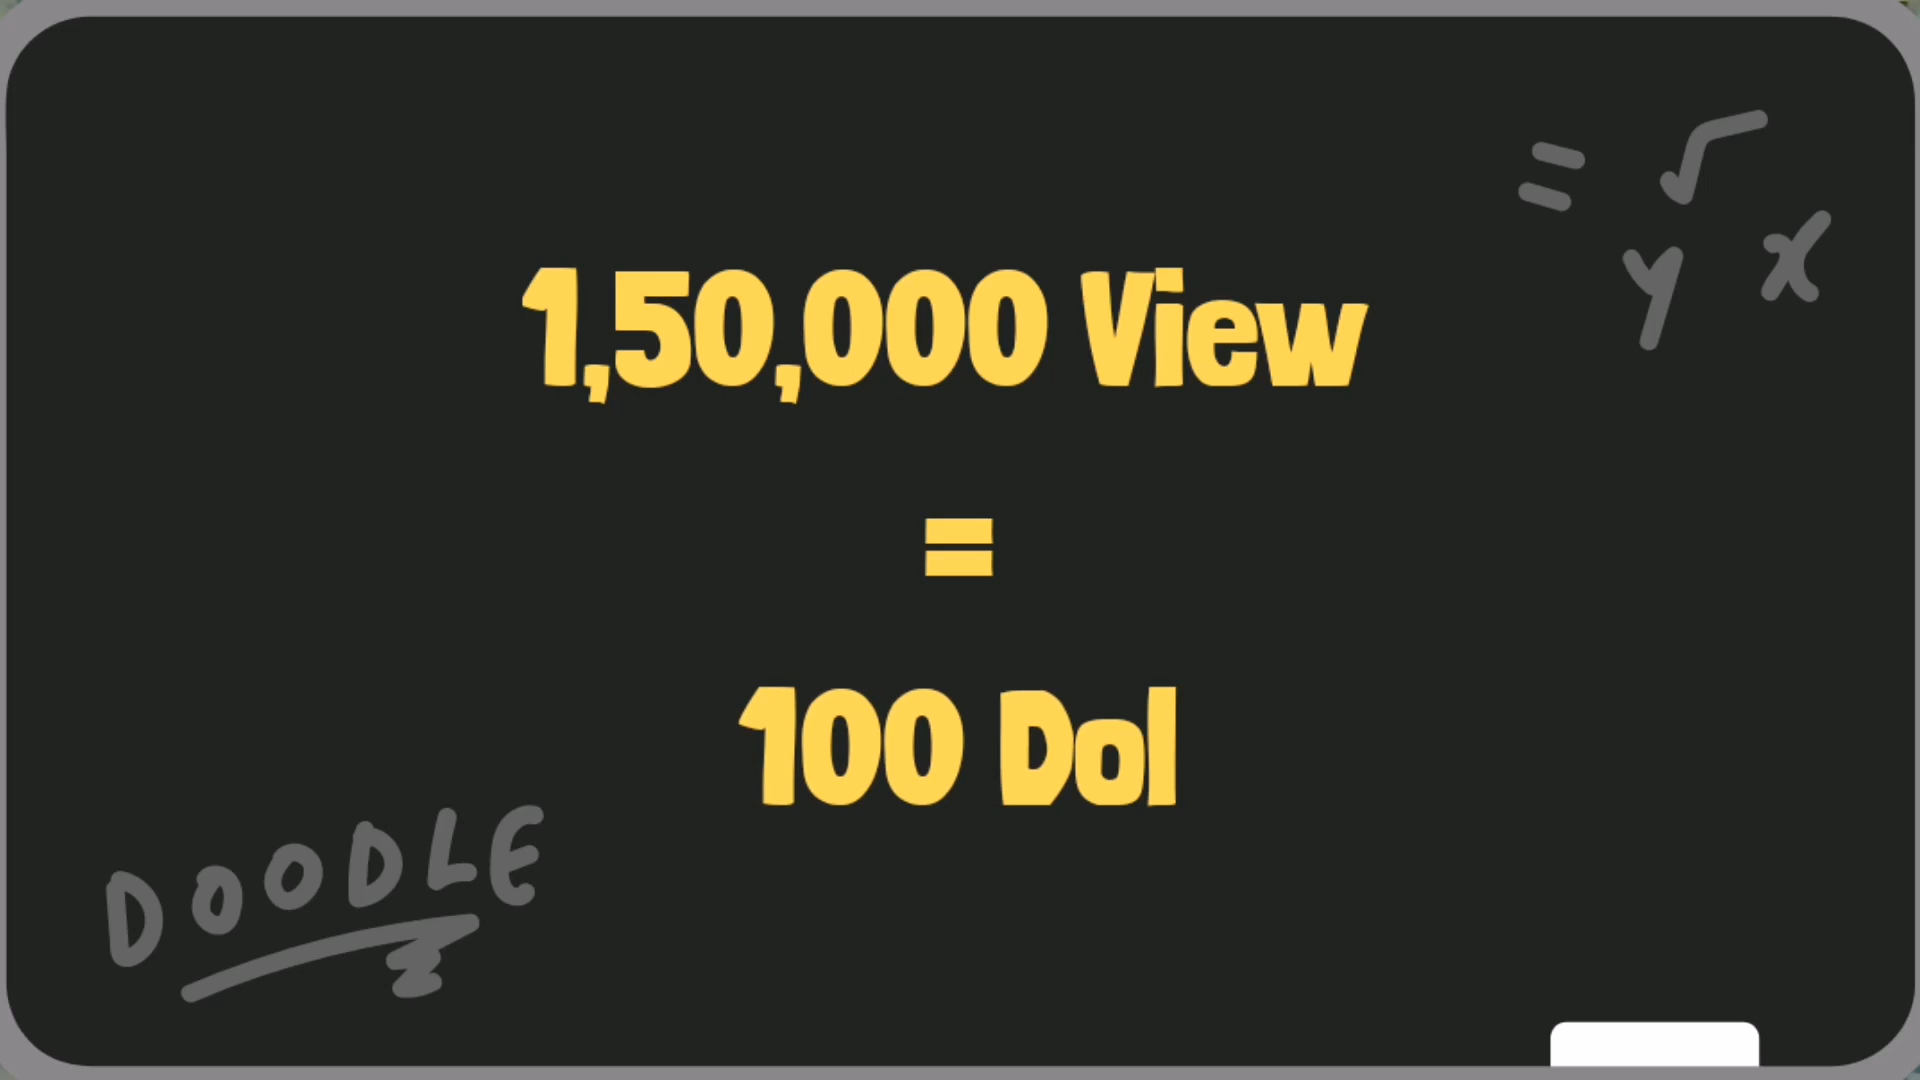 = √
y x
1,50,000 View
=
100 Dol
DOODLE